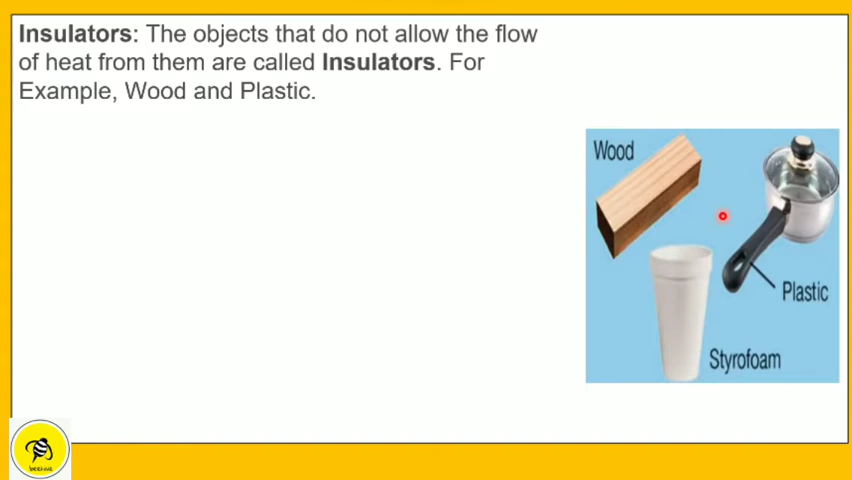 Insulators: The objects that do not allow the flow
of heat from them are called Insulators. For
Example, Wood and Plastic.
Wood
Plastic
Styrofoam